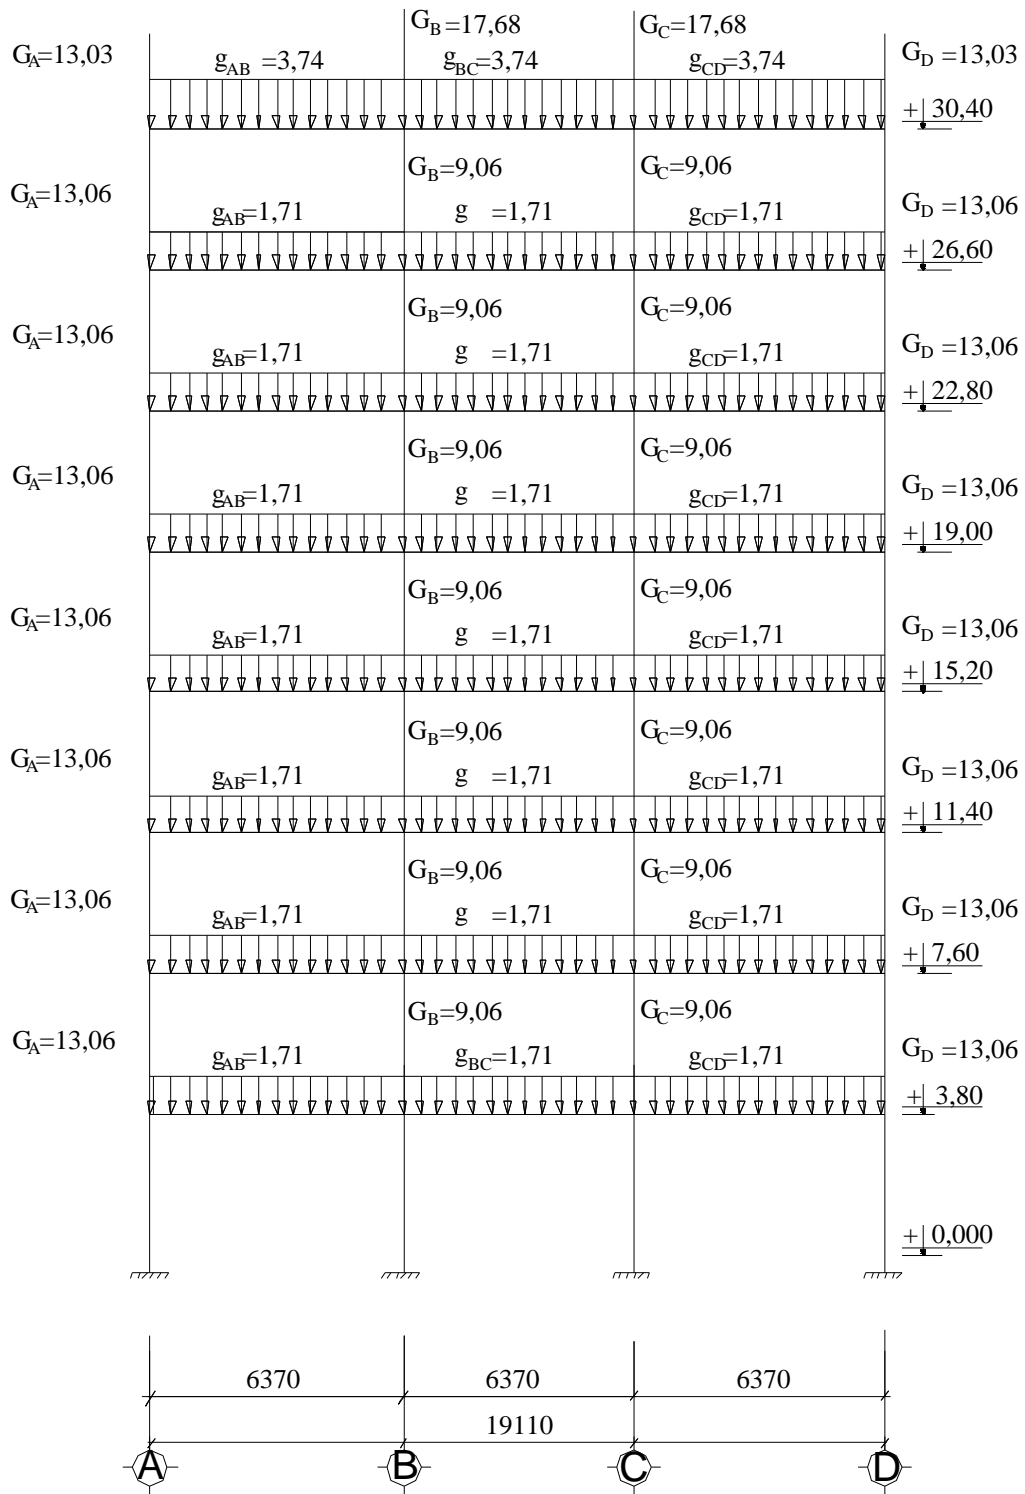 G_B=17,68 G_C=17,68
G_A=13,03 g_AB =3,74 g_BC=3,74 g_CD=3,74 G_D =13,03
+ 30,40
G_B=9,06 G_C=9,06
G_A=13,06 g_AB=1,71 g =1,71 g_CD=1,71 G_D =13,06
+ 26,60
G_B=9,06 G_C=9,06
G_A=13,06 g_AB=1,71 g =1,71 g_CD=1,71 G_D =13,06
+ 22,80
G_B=9,06 G_C=9,06
G_A=13,06 g_AB=1,71 g =1,71 g_CD=1,71 G_D =13,06
+ 19,00
G_B=9,06 G_C=9,06
G_A=13,06 g_AB=1,71 g =1,71 g_CD=1,71 G_D =13,06
+ 15,20
G_B=9,06 G_C=9,06
G_A=13,06 g_AB=1,71 g =1,71 g_CD=1,71 G_D =13,06
+ 11,40
G_B=9,06 G_C=9,06
G_A=13,06 g_AB=1,71 g =1,71 g_CD=1,71 G_D =13,06
+ 7,60
G_B=9,06 G_C=9,06
G_A=13,06 g_AB=1,71 g_BC=1,71 g_CD=1,71 G_D =13,06
+ 3,80
+ 0,000
6370 6370 6370
19110
A B C D